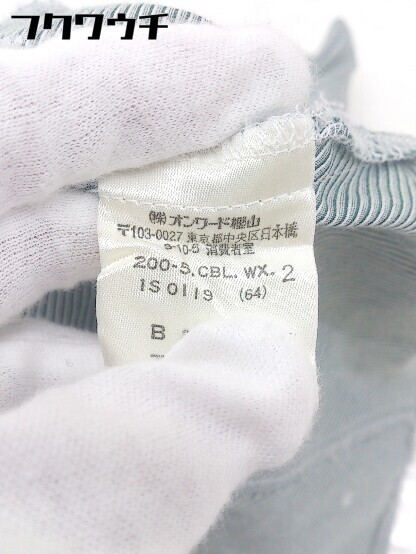 フクワウチ
㈱オンワード樫山
〒103-0027 東京都中央区日本橋
3-10-5 消費者室
200-5. CBL. WX. 2
IS0119 (64)
B